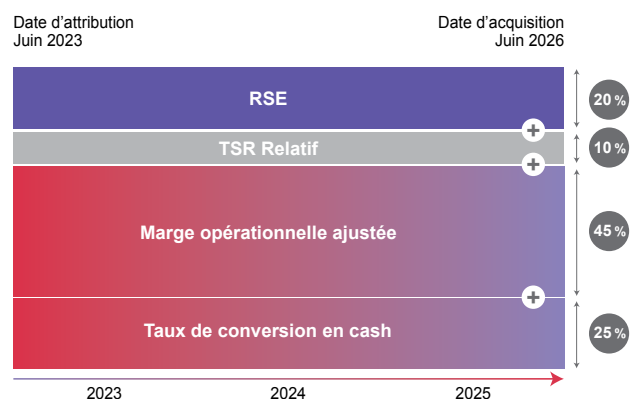 Date d'attribution
Juin 2023
Date d'acquisition
Juin 2026
RSE
20 %
+
TSR Relatif
10 %
+
Marge opérationnelle ajustée
45 %
+
Taux de conversion en cash
25 %
2023
2024
2025